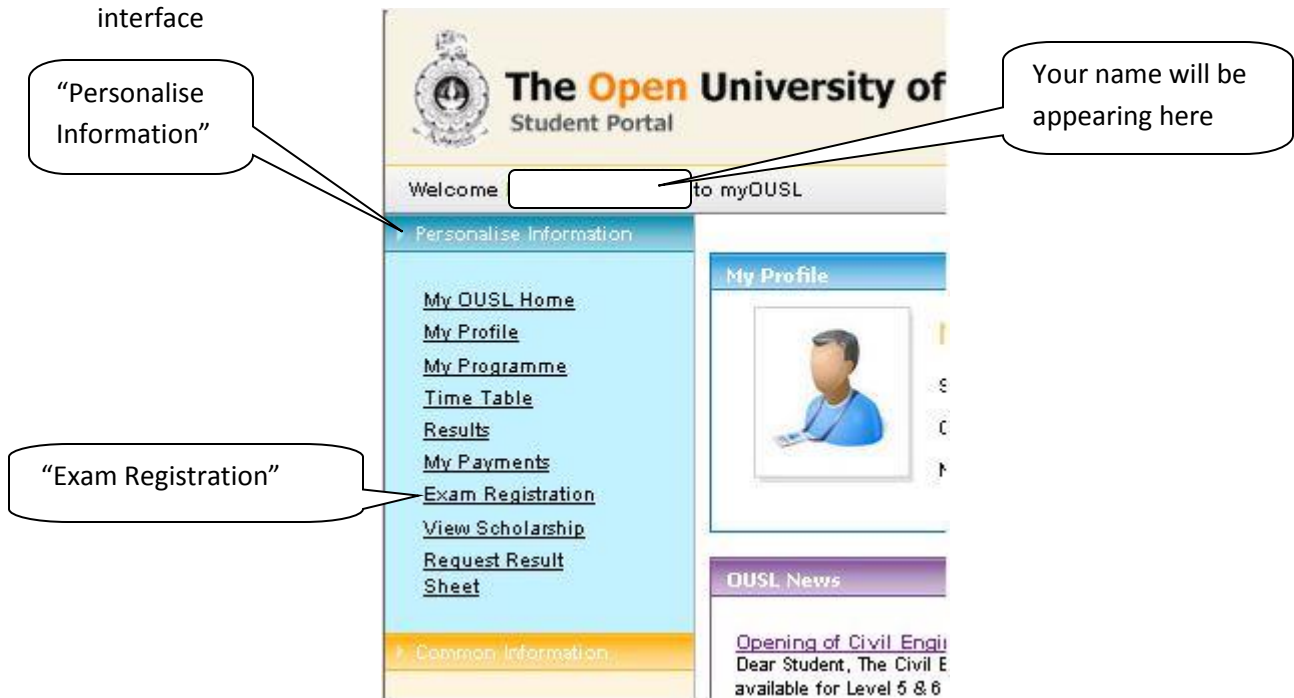 interface
“Personalise
Information”
The Open University of
Student Portal
Your name will be
appearing here
Welcome
to myOUSL
Personalise Information
My OUSL Home
My Profile
My Programme
Time Table
Results
My Payments
Exam Registration
View Scholarship
Request Result
Sheet
“Exam Registration”
Common Information
My Profile
OUSL News
Opening of Civil
Dear Student, The Civil
available for Level 5 & 6